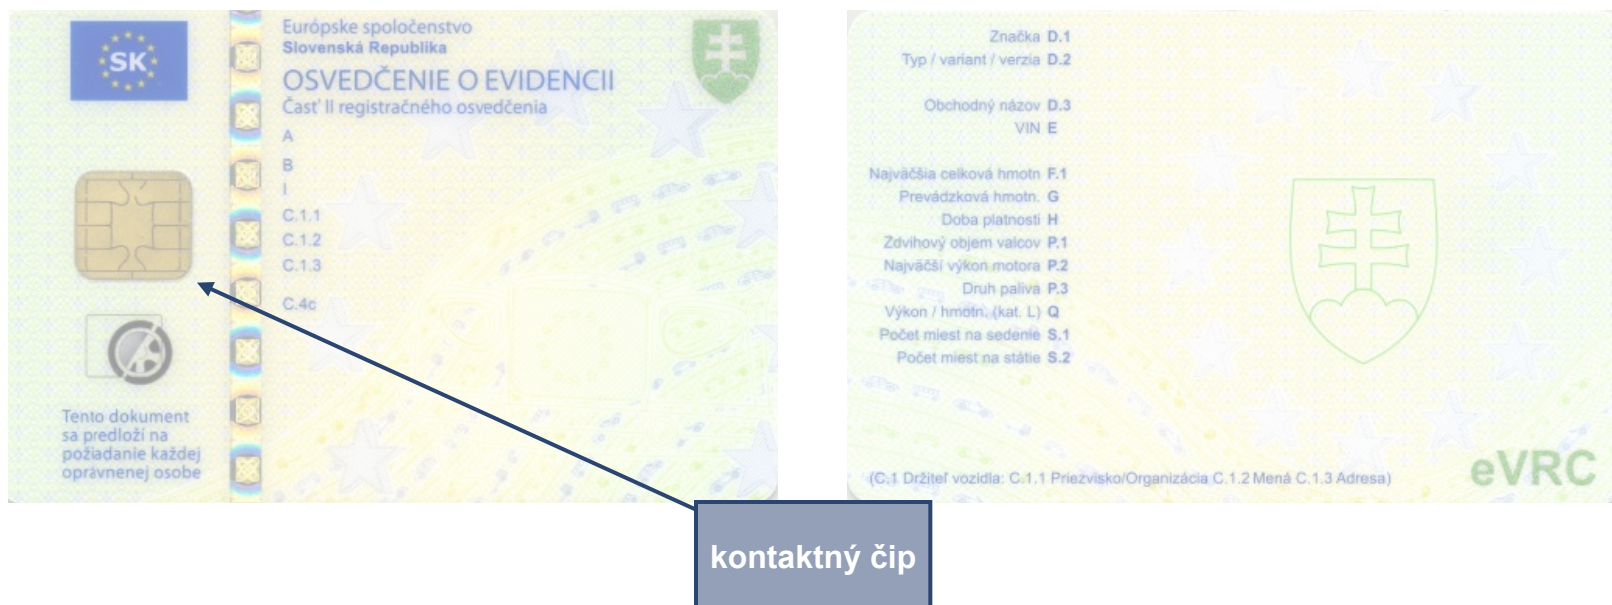 SK
Európske spoločenstvo
Slovenská Republika
OSVEDČENIE O EVIDENCII
Časť II registračného osvedčenia
A
B
I
C.1.1
C.1.2
C.1.3
C.4c
Tento dokument
sa predloží na
požiadanie každej
oprávnenej osobe
Značka D.1
Typ / variant / verzia D.2
Obchodný názov D.3
VIN E
Najväčšia celková hmotn F.1
Prevádzková hmotn. G
Doba platnosti H
Zdvihový objem valcov P.1
Najväčší výkon motora P.2
Druh paliva P.3
Výkon / hmotn. (kat. L) Q
Počet miest na sedenie S.1
Počet miest na státie S.2
(C.1 Držiteľ vozidla: C.1.1 Priezvisko/Organizácia C.1.2 Mená C.1.3 Adresa)
eVRC
kontaktný čip